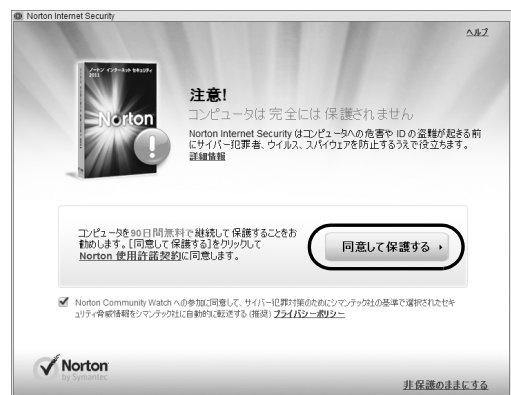 Norton Internet Security
ヘルプ
ノートン インターネット セキュリティ
2011
Norton
注意!
コンピュータは完全には保護されません
Norton Internet Security はコンピュータへの危害や ID の盗難が起きる前
にサイバー犯罪者、ウイルス、スパイウェアを防止するうえで役立ちます。
詳細情報
コンピュータを90日間無料で継続して保護することをお
勧めします。[同意して保護する]をクリックして
Norton 使用許諾契約に同意します。
同意して保護する
Norton Community Watch への参加に同意して、サイバー犯罪対策のためにシマンテック社の基準で選択されたセキ
ュリティ脅威情報をシマンテック社に自動的に転送する (推奨) プライバシーポリシー
Norton
by Symantec
非保護のままにする